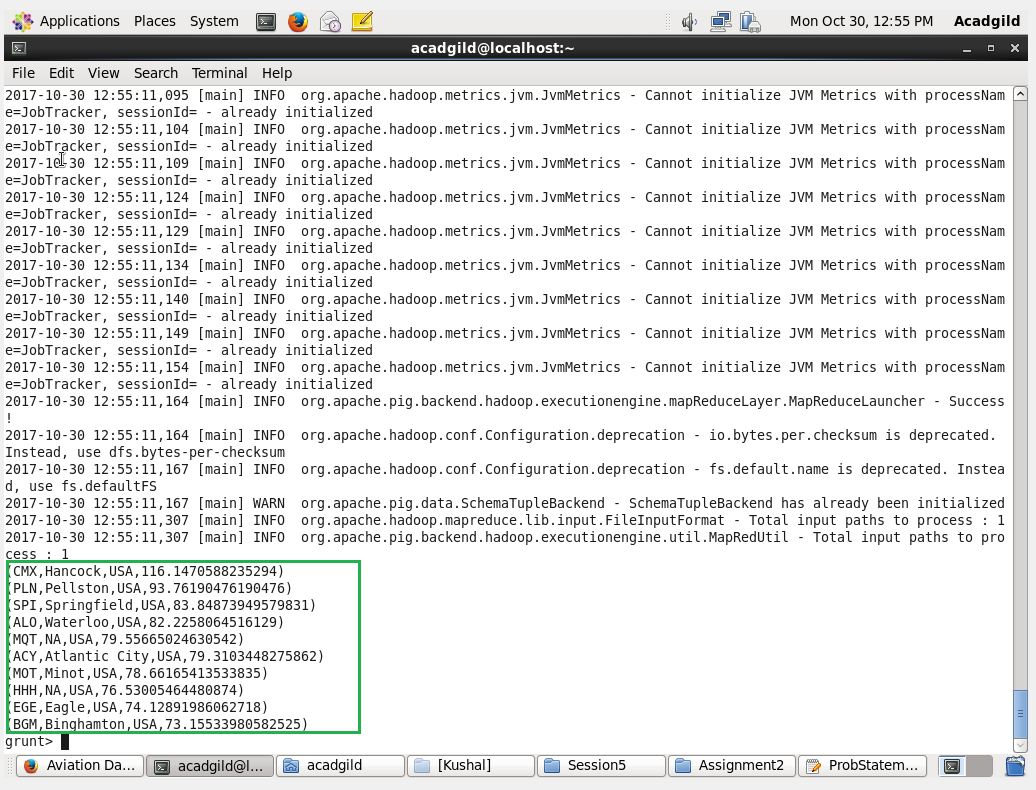 Applications Places System Mon Oct 30, 12:55 PM Acadgild
acadgild@localhost:~
File Edit View Search Terminal Help
2017-10-30 12:55:11,095 [main] INFO  org.apache.hadoop.metrics.jvm.JvmMetrics - Cannot initialize JVM Metrics with processNam
e=JobTracker, sessionId= - already initialized
2017-10-30 12:55:11,104 [main] INFO  org.apache.hadoop.metrics.jvm.JvmMetrics - Cannot initialize JVM Metrics with processNam
e=JobTracker, sessionId= - already initialized
2017-10-30 12:55:11,109 [main] INFO  org.apache.hadoop.metrics.jvm.JvmMetrics - Cannot initialize JVM Metrics with processNam
e=JobTracker, sessionId= - already initialized
2017-10-30 12:55:11,124 [main] INFO  org.apache.hadoop.metrics.jvm.JvmMetrics - Cannot initialize JVM Metrics with processNam
e=JobTracker, sessionId= - already initialized
2017-10-30 12:55:11,129 [main] INFO  org.apache.hadoop.metrics.jvm.JvmMetrics - Cannot initialize JVM Metrics with processNam
e=JobTracker, sessionId= - already initialized
2017-10-30 12:55:11,134 [main] INFO  org.apache.hadoop.metrics.jvm.JvmMetrics - Cannot initialize JVM Metrics with processNam
e=JobTracker, sessionId= - already initialized
2017-10-30 12:55:11,140 [main] INFO  org.apache.hadoop.metrics.jvm.JvmMetrics - Cannot initialize JVM Metrics with processNam
e=JobTracker, sessionId= - already initialized
2017-10-30 12:55:11,149 [main] INFO  org.apache.hadoop.metrics.jvm.JvmMetrics - Cannot initialize JVM Metrics with processNam
e=JobTracker, sessionId= - already initialized
2017-10-30 12:55:11,154 [main] INFO  org.apache.hadoop.metrics.jvm.JvmMetrics - Cannot initialize JVM Metrics with processNam
e=JobTracker, sessionId= - already initialized
2017-10-30 12:55:11,164 [main] INFO  org.apache.pig.backend.hadoop.executionengine.mapReduceLayer.MapReduceLauncher - Success
!
2017-10-30 12:55:11,164 [main] INFO  org.apache.hadoop.conf.Configuration.deprecation - io.bytes.per.checksum is deprecated.
Instead, use dfs.bytes-per-checksum
2017-10-30 12:55:11,167 [main] INFO  org.apache.hadoop.conf.Configuration.deprecation - fs.default.name is deprecated. Instea
d, use fs.defaultFS
2017-10-30 12:55:11,167 [main] WARN  org.apache.pig.data.SchemaTupleBackend - SchemaTupleBackend has already been initialized
2017-10-30 12:55:11,307 [main] INFO  org.apache.hadoop.mapreduce.lib.input.FileInputFormat - Total input paths to process : 1
2017-10-30 12:55:11,307 [main] INFO  org.apache.pig.backend.hadoop.executionengine.util.MapRedUtil - Total input paths to pro
cess : 1
(CMX,Hancock,USA,116.1470588235294)
(PLN,Pellston,USA,93.76190476190476)
(SPI,Springfield,USA,83.84873949579831)
(ALO,Waterloo,USA,82.2258064516129)
(MQT,NA,USA,79.55665024630542)
(ACY,Atlantic City,USA,79.3103448275862)
(MOT,Minot,USA,78.66165413533835)
(HHH,NA,USA,76.53005464480874)
(EGE,Eagle,USA,74.12891986062718)
(BGM,Binghamton,USA,73.15533980582525)
grunt>
Aviation Da... acadgild@l... acadgild [Kushal] Session5 Assignment2 ProbStatem...